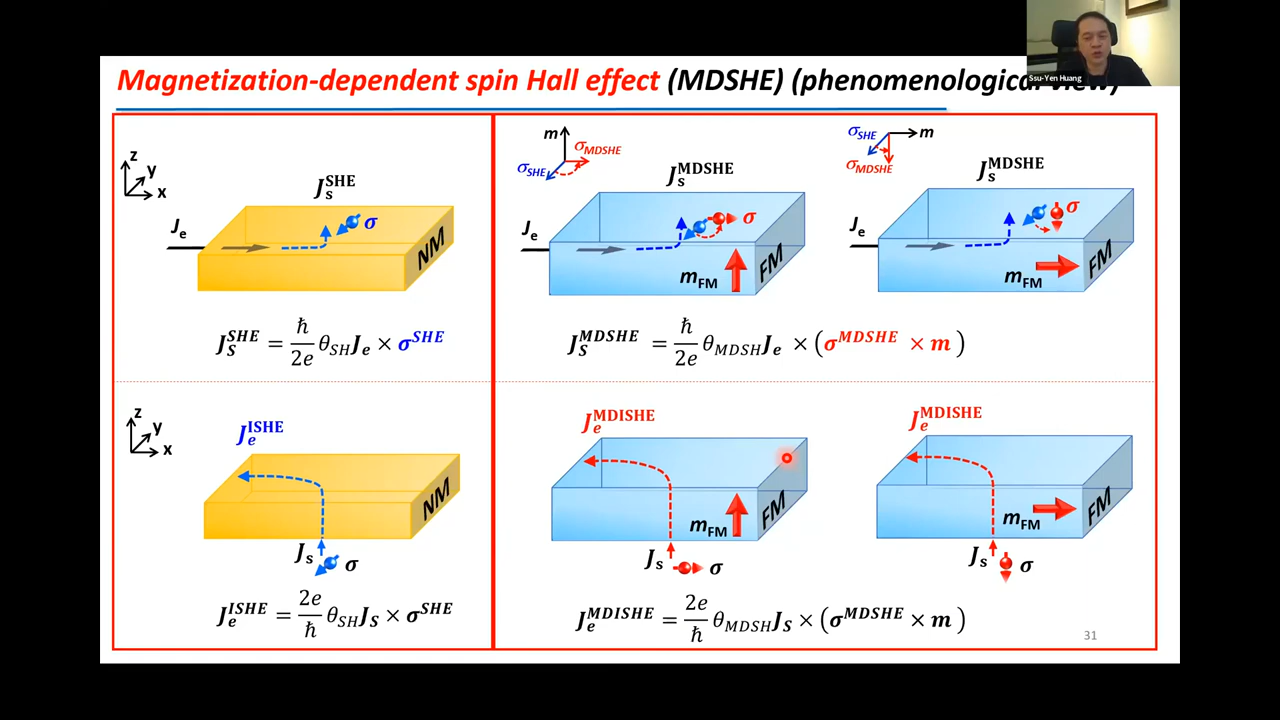 Magnetization-dependent spin Hall effect (MDSHE) (phenomenological view)
Ssu-Yen Huang
z
y
x
J_s^SHE
J_e
σ
NM
J_S^SHE = ℏ/2e θ_SH J_e × σ^SHE
m
σ_SHE
σ_MDSHE
J_s^MDSHE
J_e
σ
m_FM
FM
σ_SHE
m
σ_MDSHE
J_s^MDSHE
J_e
σ
m_FM
FM
J_S^MDSHE = ℏ/2e θ_MDSH J_e × (σ^MDSHE × m)
z
y
x
J_e^ISHE
NM
J_s
σ
J_e^ISHE = 2e/ℏ θ_SH J_S × σ^SHE
J_e^MDISHE
m_FM
FM
J_s
σ
J_e^MDISHE
m_FM
FM
J_s
σ
J_e^MDISHE = 2e/ℏ θ_MDSH J_S × (σ^MDSHE × m)
31